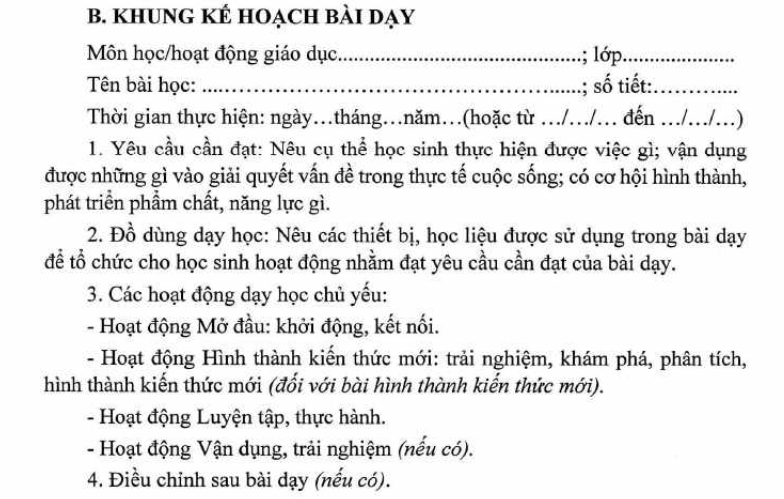 B. KHUNG KẾ HOẠCH BÀI DẠY
Môn học/hoạt động giáo dục..............................................; lớp......................
Tên bài học: ....................................................................; số tiết:................
Thời gian thực hiện: ngày…tháng…năm…(hoặc từ …/…/… đến …/…/…)
1. Yêu cầu cần đạt: Nêu cụ thể học sinh thực hiện được việc gì; vận dụng
được những gì vào giải quyết vấn đề trong thực tế cuộc sống; có cơ hội hình thành,
phát triển phẩm chất, năng lực gì.
2. Đồ dùng dạy học: Nêu các thiết bị, học liệu được sử dụng trong bài dạy
để tổ chức cho học sinh hoạt động nhằm đạt yêu cầu cần đạt của bài dạy.
3. Các hoạt động dạy học chủ yếu:
- Hoạt động Mở đầu: khởi động, kết nối.
- Hoạt động Hình thành kiến thức mới: trải nghiệm, khám phá, phân tích,
hình thành kiến thức mới (đối với bài hình thành kiến thức mới).
- Hoạt động Luyện tập, thực hành.
- Hoạt động Vận dụng, trải nghiệm (nếu có).
4. Điều chỉnh sau bài dạy (nếu có).